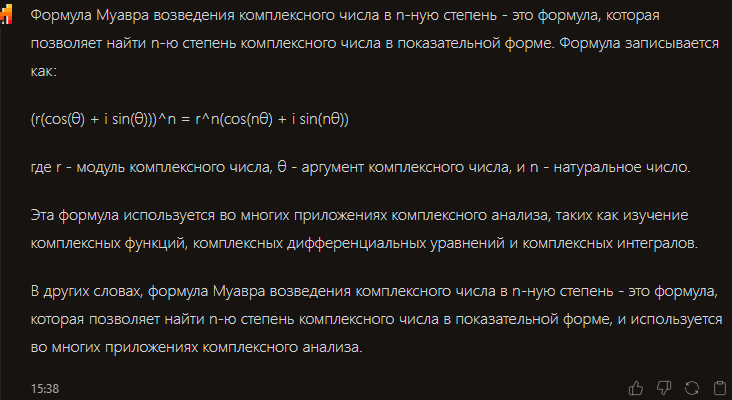 Формула Муавра возведения комплексного числа в n-ную степень - это формула, которая
позволяет найти n-ю степень комплексного числа в показательной форме. Формула записывается
как:
(r(cos(θ) + i sin(θ)))^n = r^n(cos(nθ) + i sin(nθ))
где r - модуль комплексного числа, θ - аргумент комплексного числа, и n - натуральное число.
Эта формула используется во многих приложениях комплексного анализа, таких как изучение
комплексных функций, комплексных дифференциальных уравнений и комплексных интегралов.
В других словах, формула Муавра возведения комплексного числа в n-ную степень - это формула,
которая позволяет найти n-ю степень комплексного числа в показательной форме, и используется
во многих приложениях комплексного анализа.
15:38